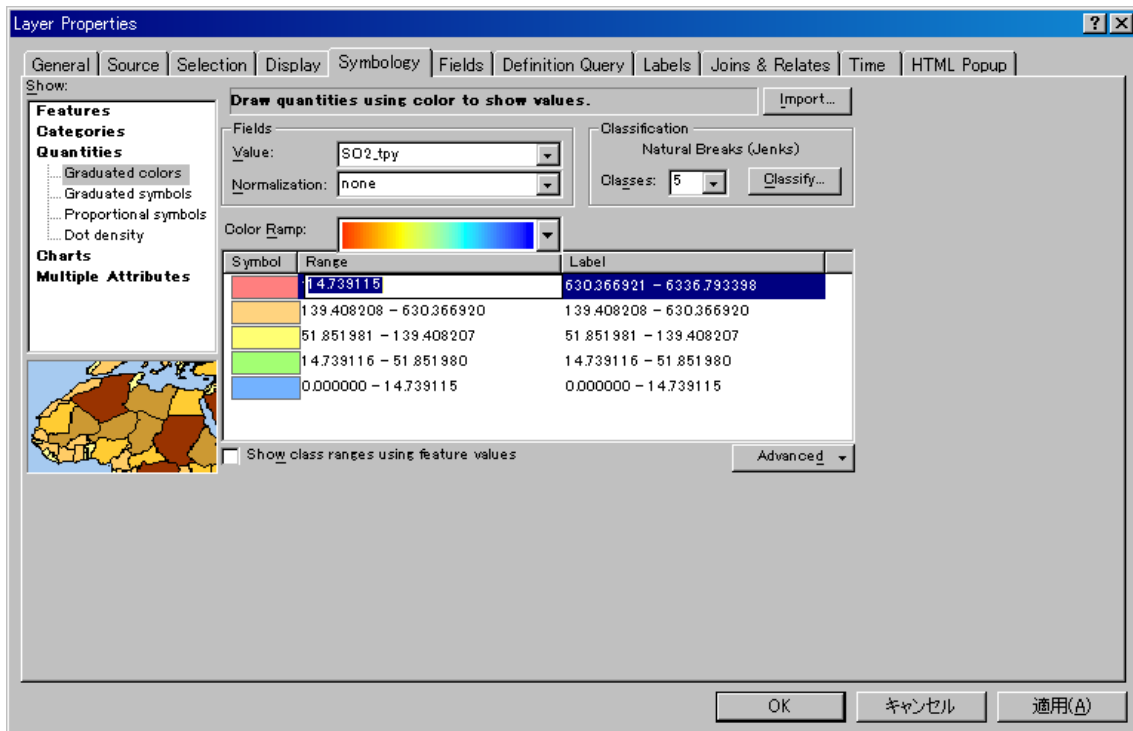 Layer Properties
General Source Selection Display Symbology Fields Definition Query Labels Joins & Relates Time HTML Popup
Show:
Features
Categories
Quantities
Graduated colors
Graduated symbols
Proportional symbols
Dot density
Charts
Multiple Attributes
Draw quantities using color to show values.
Import...
Fields
Value: SO2_tpy
Normalization: none
Classification
Natural Breaks (Jenks)
Classes: 5
Classify...
Color Ramp:
Symbol Range Label
14.739115 630.366921 - 6336.793398
139.408208 - 630.366920 139.408208 - 630.366920
51.851981 - 139.408207 51.851981 - 139.408207
14.739116 - 51.851980 14.739116 - 51.851980
0.000000 - 14.739115 0.000000 - 14.739115
Show class ranges using feature values
Advanced
OK キャンセル 適用(A)